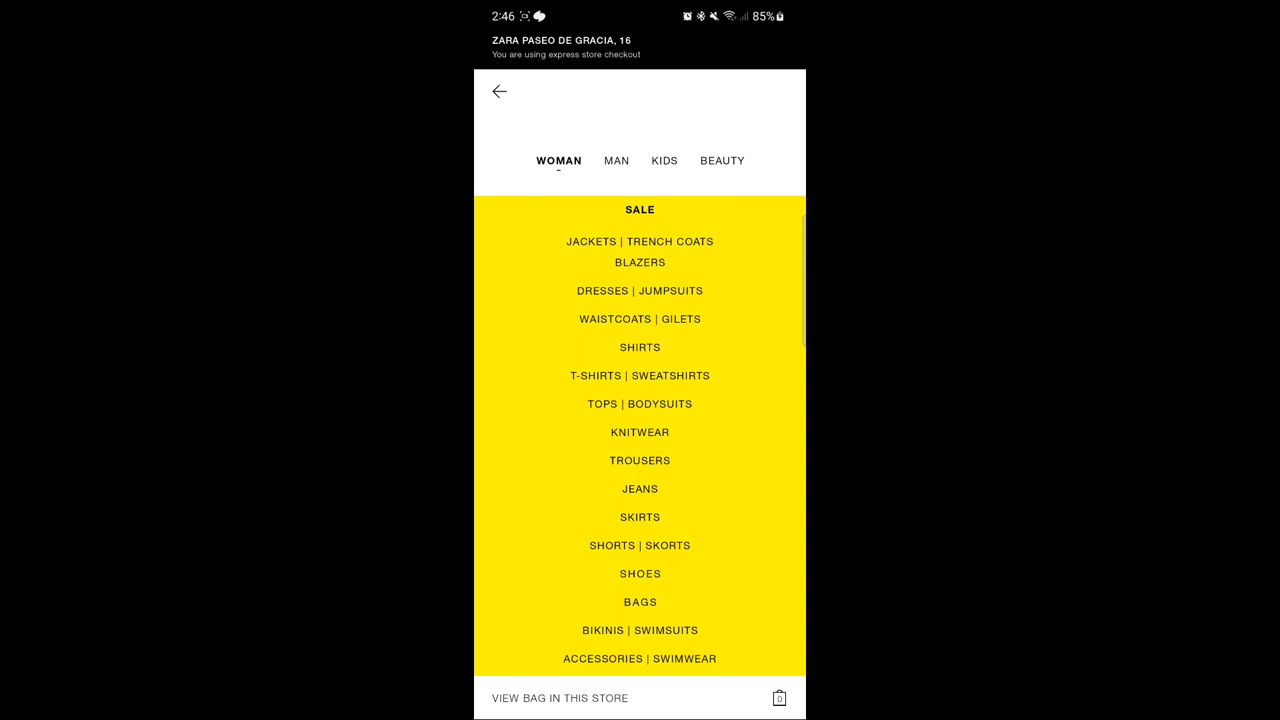 2:46 85%
ZARA PASEO DE GRACIA, 16
You are using express store checkout
WOMAN MAN KIDS BEAUTY
SALE
JACKETS | TRENCH COATS
BLAZERS
DRESSES | JUMPSUITS
WAISTCOATS | GILETS
SHIRTS
T-SHIRTS | SWEATSHIRTS
TOPS | BODYSUITS
KNITWEAR
TROUSERS
JEANS
SKIRTS
SHORTS | SKORTS
SHOES
BAGS
BIKINIS | SWIMSUITS
ACCESSORIES | SWIMWEAR
VIEW BAG IN THIS STORE 0